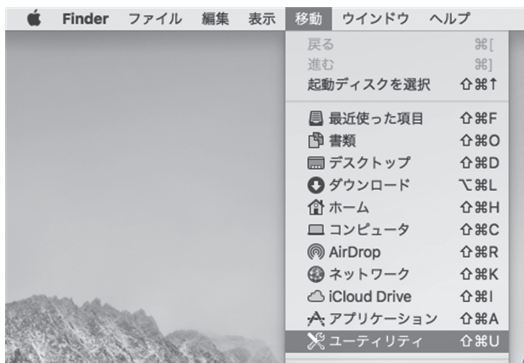 Finder ファイル 編集 表示 移動 ウインドウ ヘルプ
戻る ⌘[
進む ⌘]
起動ディスクを選択 ⇧⌘↑
最近使った項目 ⇧⌘F
書類 ⇧⌘O
デスクトップ ⇧⌘D
ダウンロード ⌥⌘L
ホーム ⇧⌘H
コンピュータ ⇧⌘C
AirDrop ⇧⌘R
ネットワーク ⇧⌘K
iCloud Drive ⇧⌘I
アプリケーション ⇧⌘A
ユーティリティ ⇧⌘U